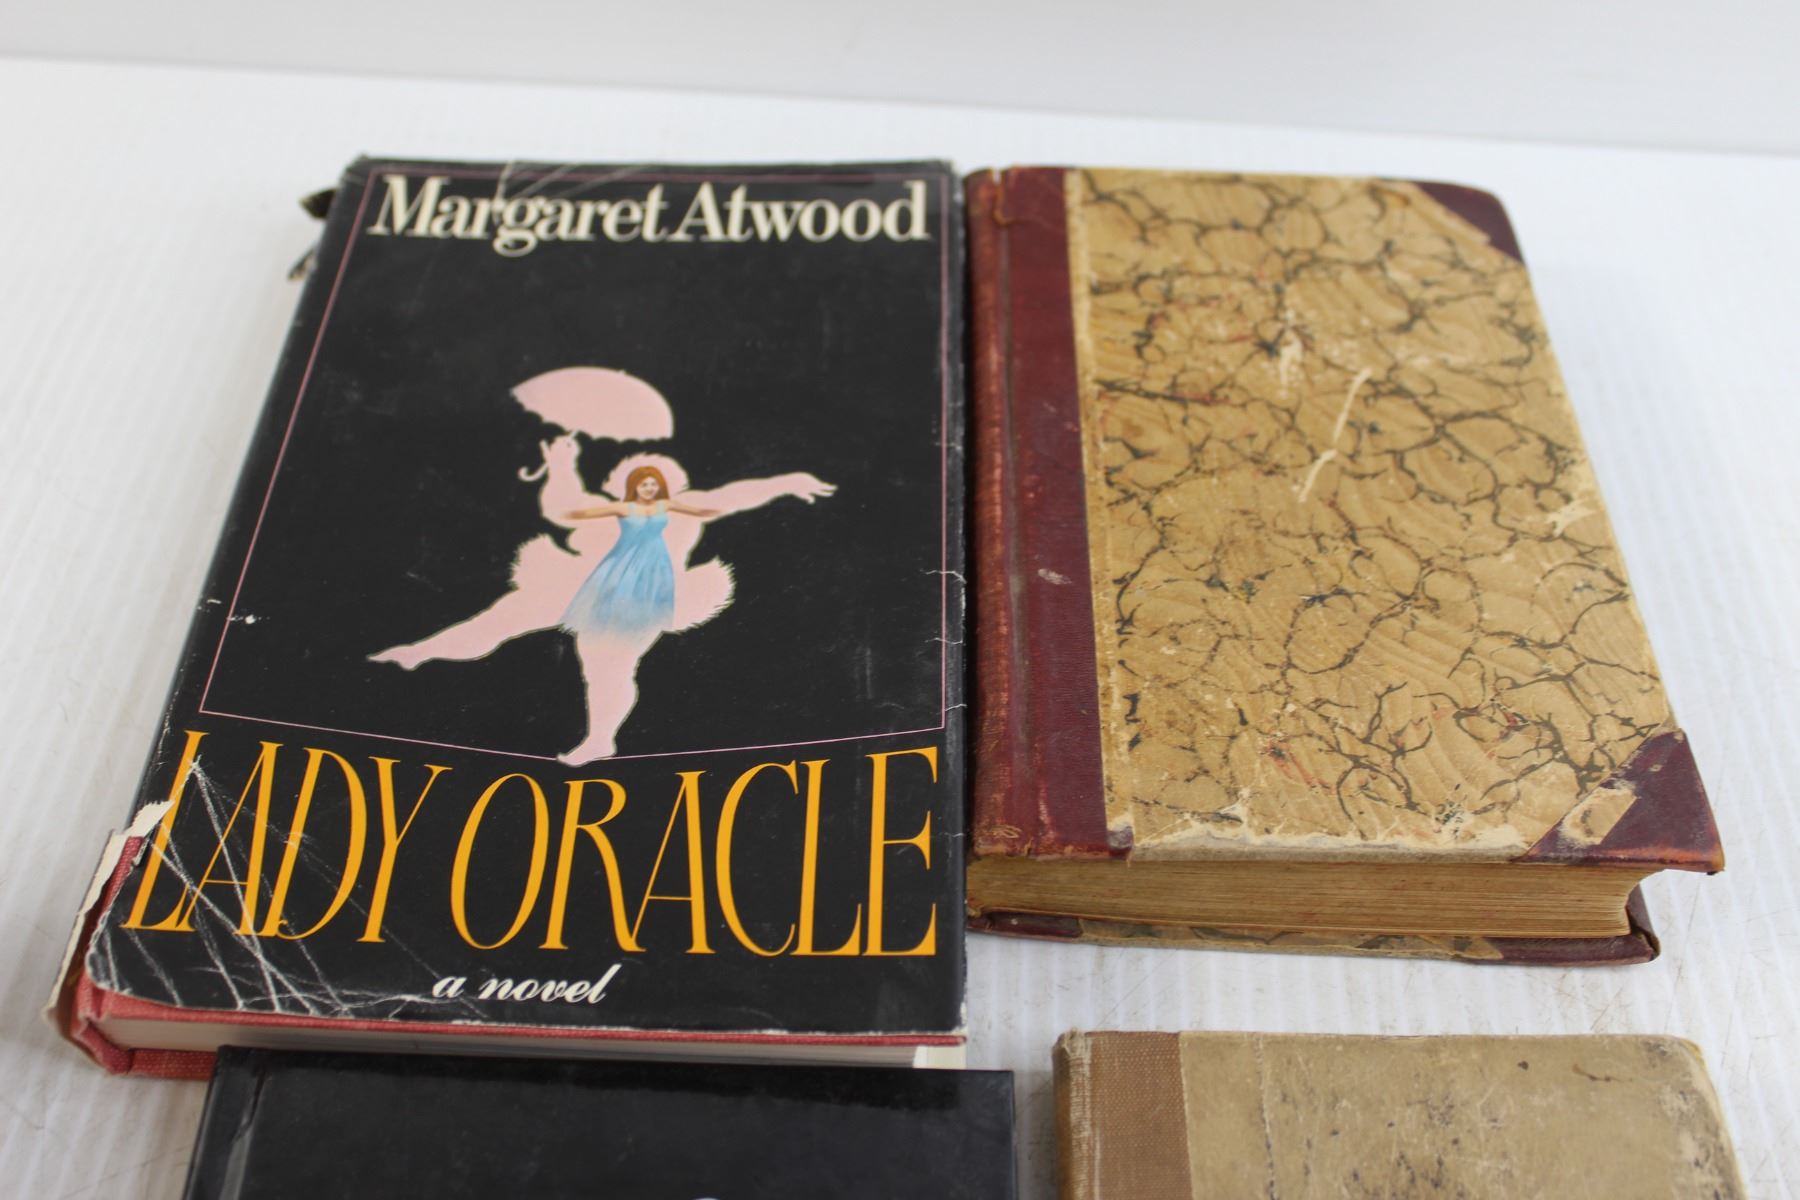 Margaret Atwood
LADY ORACLE
a novel